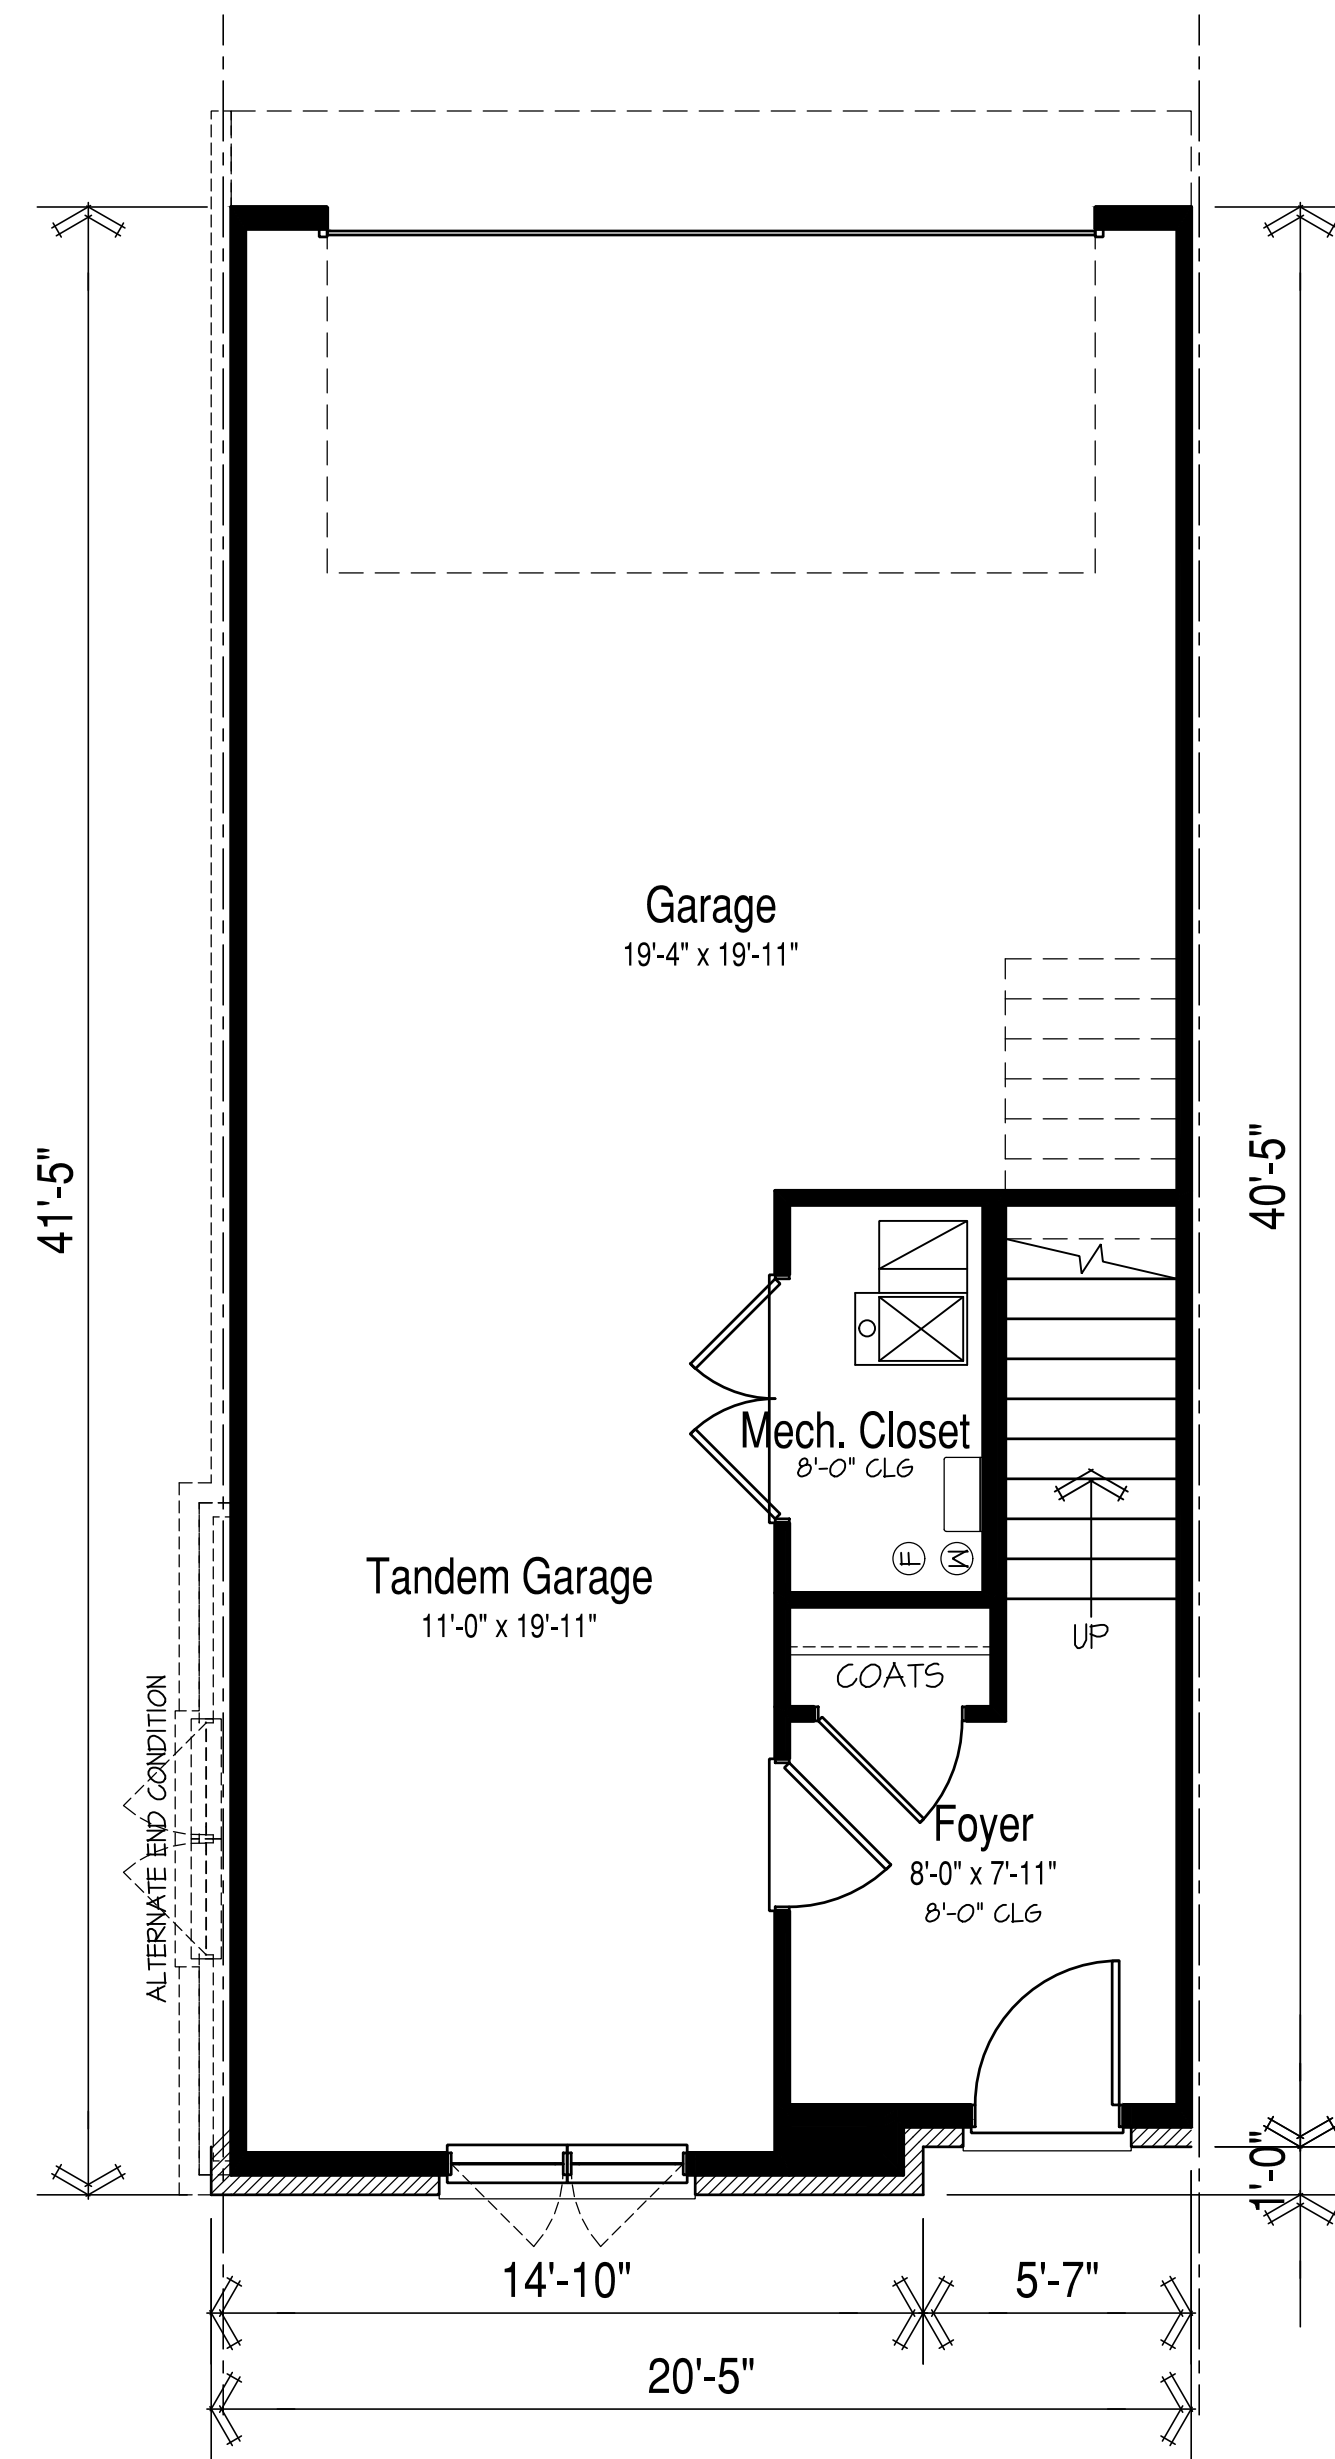 Garage
19'-4" x 19'-11"
41'-5"
40'-5"
Mech. Closet
8'-0" CLG
F
M
Tandem Garage
11'-0" x 19'-11"
UP
COATS
ALTERNATE END CONDITION
Foyer
8'-0" x 7'-11"
8'-0" CLG
1'-0"
14'-10"
5'-7"
20'-5"